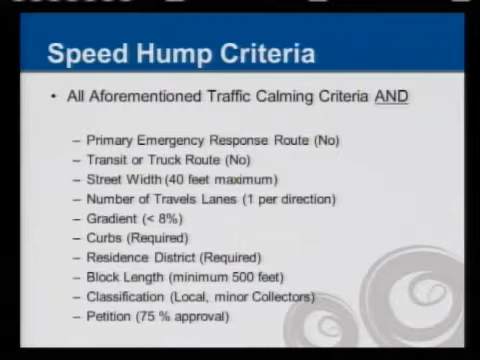 Speed Hump Criteria
• All Aforementioned Traffic Calming Criteria AND
– Primary Emergency Response Route (No)
– Transit or Truck Route (No)
– Street Width (40 feet maximum)
– Number of Travels Lanes (1 per direction)
– Gradient (< 8%)
– Curbs (Required)
– Residence District (Required)
– Block Length (minimum 500 feet)
– Classification (Local, minor Collectors)
– Petition (75 % approval)